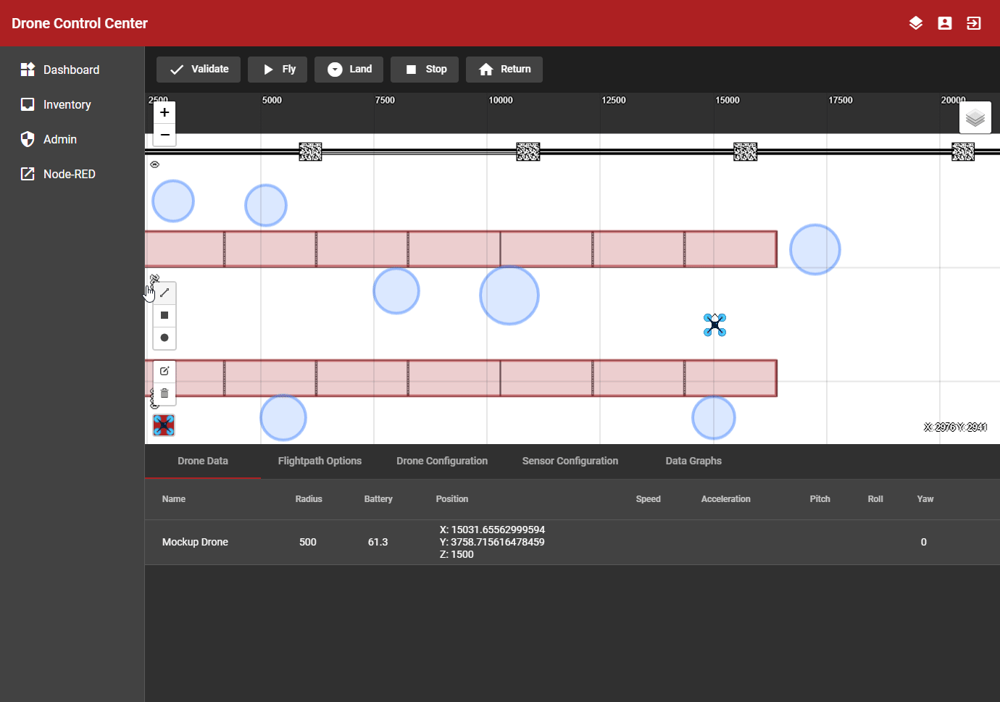 Drone Control Center
Dashboard
Inventory
Admin
Node-RED
Validate
Fly
Land
Stop
Return
2500 5000 7500 10000 12500 15000 17500 20000
+
−
X: 2976 Y: 2941
Drone Data Flightpath Options Drone Configuration Sensor Configuration Data Graphs
Name Radius Battery Position Speed Acceleration Pitch Roll Yaw
X: 15031.65562999594
Mockup Drone 500 61.3 Y: 3758.715616478459 0
Z: 1500